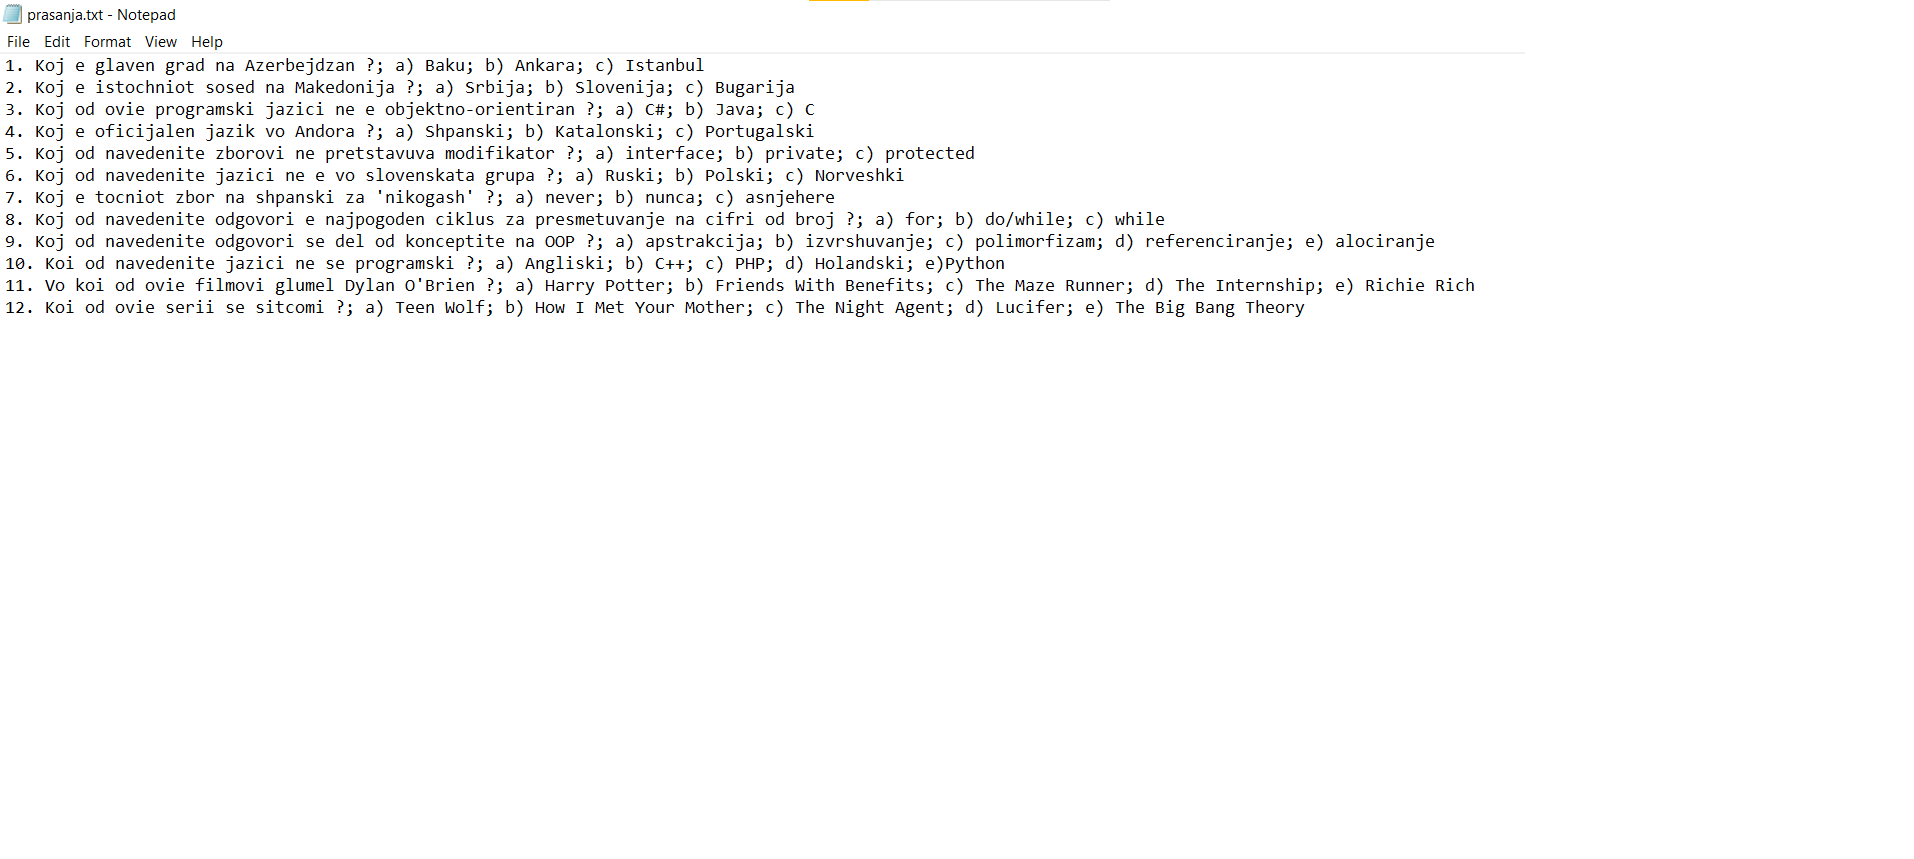 prasanja.txt - Notepad
File Edit Format View Help
1. Koj e glaven grad na Azerbejdzan ?; a) Baku; b) Ankara; c) Istanbul
2. Koj e istochniot sosed na Makedonija ?; a) Srbija; b) Slovenija; c) Bugarija
3. Koj od ovie programski jazici ne e objektno-orientiran ?; a) C#; b) Java; c) C
4. Koj e oficijalen jazik vo Andora ?; a) Shpanski; b) Katalonski; c) Portugalski
5. Koj od navedenite zborovi ne pretstavuva modifikator ?; a) interface; b) private; c) protected
6. Koj od navedenite jazici ne e vo slovenskata grupa ?; a) Ruski; b) Polski; c) Norveshki
7. Koj e tocniot zbor na shpanski za 'nikogash' ?; a) never; b) nunca; c) asnjehere
8. Koj od navedenite odgovori e najpogoden ciklus za presmetuvanje na cifri od broj ?; a) for; b) do/while; c) while
9. Koj od navedenite odgovori se del od konceptite na OOP ?; a) apstrakcija; b) izvrshuvanje; c) polimorfizam; d) referenciranje; e) alociranje
10. Koi od navedenite jazici ne se programski ?; a) Angliski; b) C++; c) PHP; d) Holandski; e)Python
11. Vo koi od ovie filmovi glumel Dylan O'Brien ?; a) Harry Potter; b) Friends With Benefits; c) The Maze Runner; d) The Internship; e) Richie Rich
12. Koi od ovie serii se sitcomi ?; a) Teen Wolf; b) How I Met Your Mother; c) The Night Agent; d) Lucifer; e) The Big Bang Theory